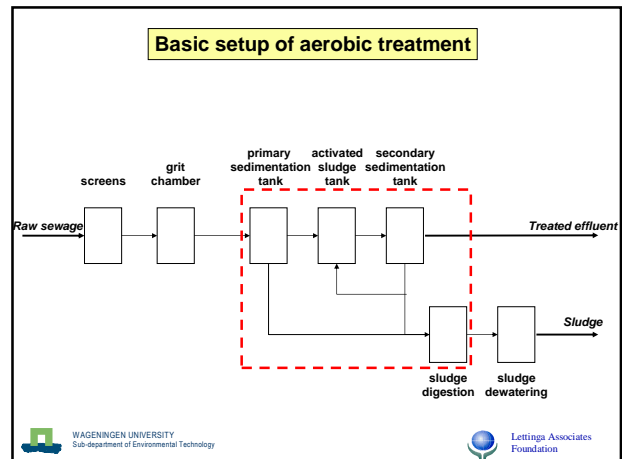 Basic setup of aerobic treatment
primary
sedimentation
tank
activated
sludge
tank
secondary
sedimentation
tank
grit
chamber
screens
Raw sewage
Treated effluent
Sludge
sludge
digestion
sludge
dewatering
WAGENINGEN UNIVERSITY
Sub-department of Environmental Technology
Lettinga Associates
Foundation